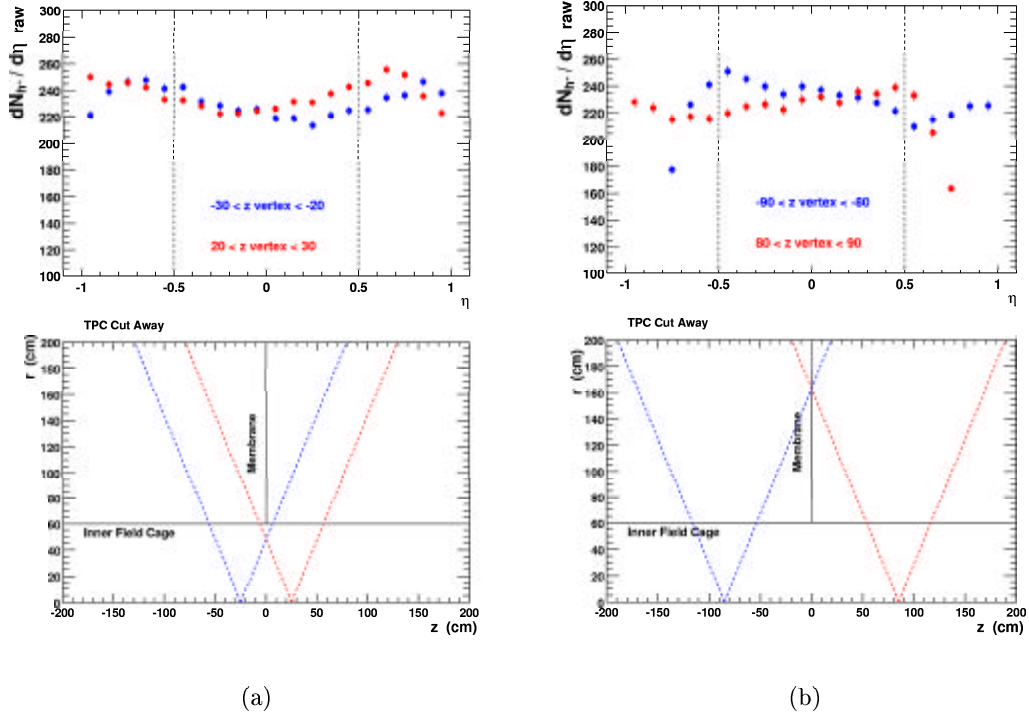 dN_h- / dη raw
300
280
260
240
220
200
180
160
140
120
100
-30 < z vertex < -20
20 < z vertex < 30
-1 -0.5 0 0.5 1
η
TPC Cut Away
r (cm)
200
180
160
140
120
100
80
60
40
20
0
Membrane
Inner Field Cage
-200 -150 -100 -50 0 50 100 150 200
z (cm)
(a)
dN_h- / dη raw
300
280
260
240
220
200
180
160
140
120
100
-90 < z vertex < -80
80 < z vertex < 90
-1 -0.5 0 0.5 1
η
TPC Cut Away
r (cm)
200
180
160
140
120
100
80
60
40
20
0
Membrane
Inner Field Cage
-200 -150 -100 -50 0 50 100 150 200
z (cm)
(b)